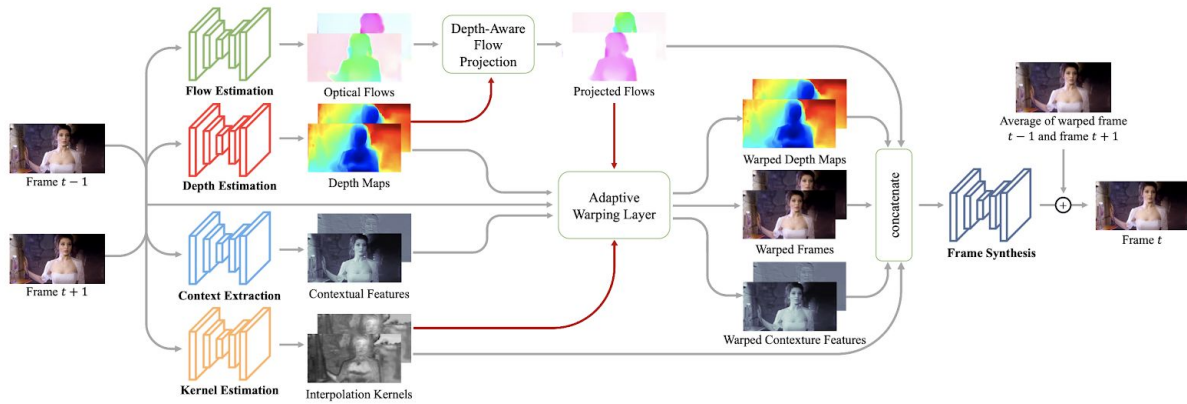 Frame t − 1
Frame t + 1
Flow Estimation
Depth Estimation
Context Extraction
Kernel Estimation
Optical Flows
Depth Maps
Contextual Features
Interpolation Kernels
Depth-Aware
Flow
Projection
Projected Flows
Adaptive
Warping Layer
Warped Depth Maps
Warped Frames
Warped Contexture Features
concatenate
Frame Synthesis
Average of warped frame
t − 1 and frame t + 1
+
Frame t